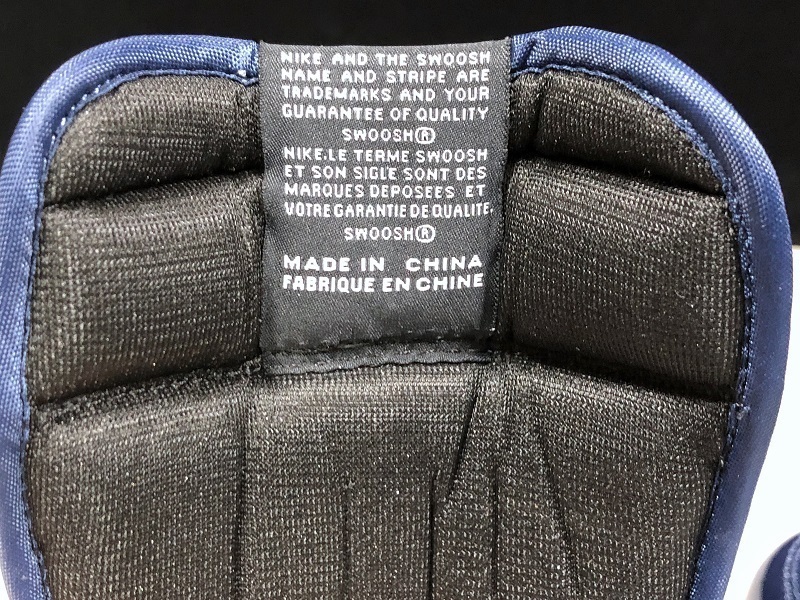 NIKE AND THE SWOOSH
NAME AND STRIPE ARE
TRADEMARKS AND YOUR
GUARANTEE OF QUALITY
SWOOSH®
NIKE.LE TERME SWOOSH
ET SON SIGLE SONT DES
MARQUES DEPOSEES ET
VOTRE GARANTIE DE QUALITE.
SWOOSH®
MADE IN CHINA
FABRIQUE EN CHINE